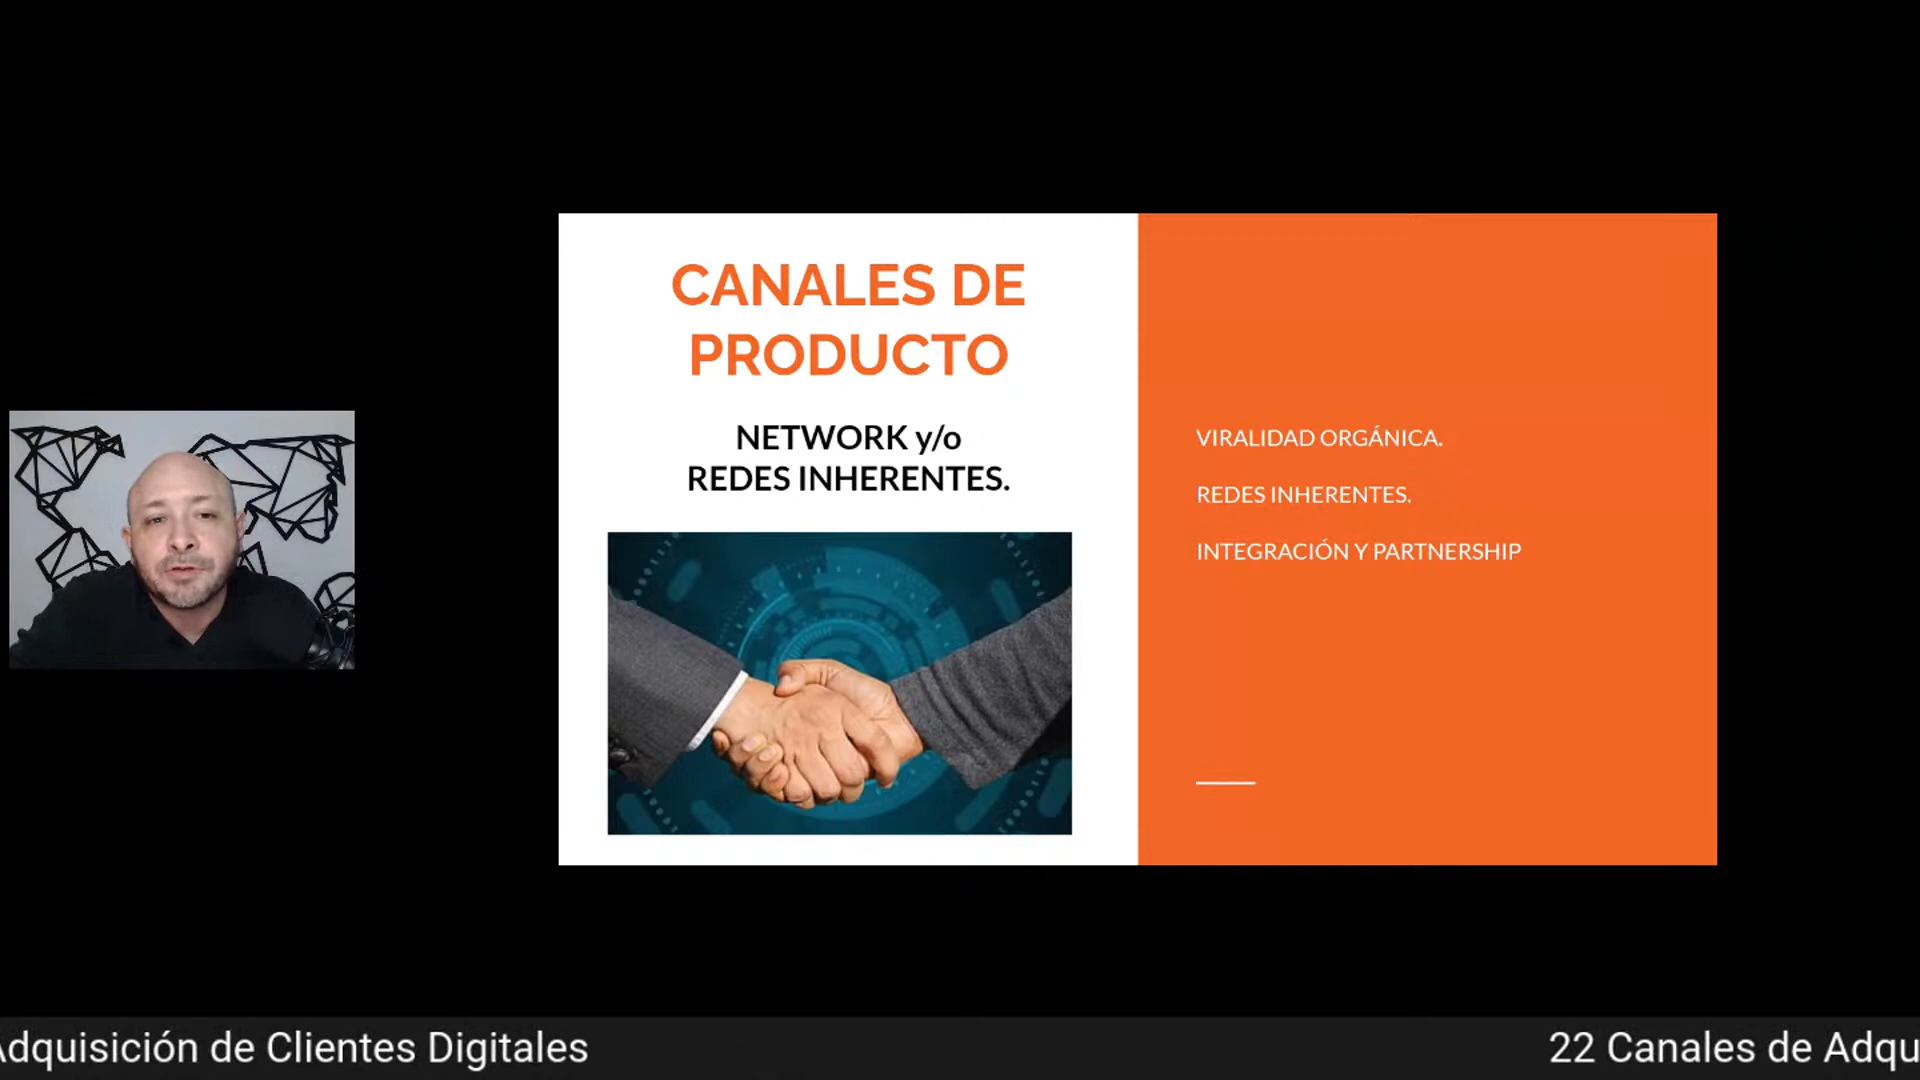 CANALES DE
PRODUCTO
NETWORK y/o
REDES INHERENTES.
VIRALIDAD ORGÁNICA.
REDES INHERENTES.
INTEGRACIÓN Y PARTNERSHIP
Adquisición de Clientes Digitales
22 Canales de Adqu